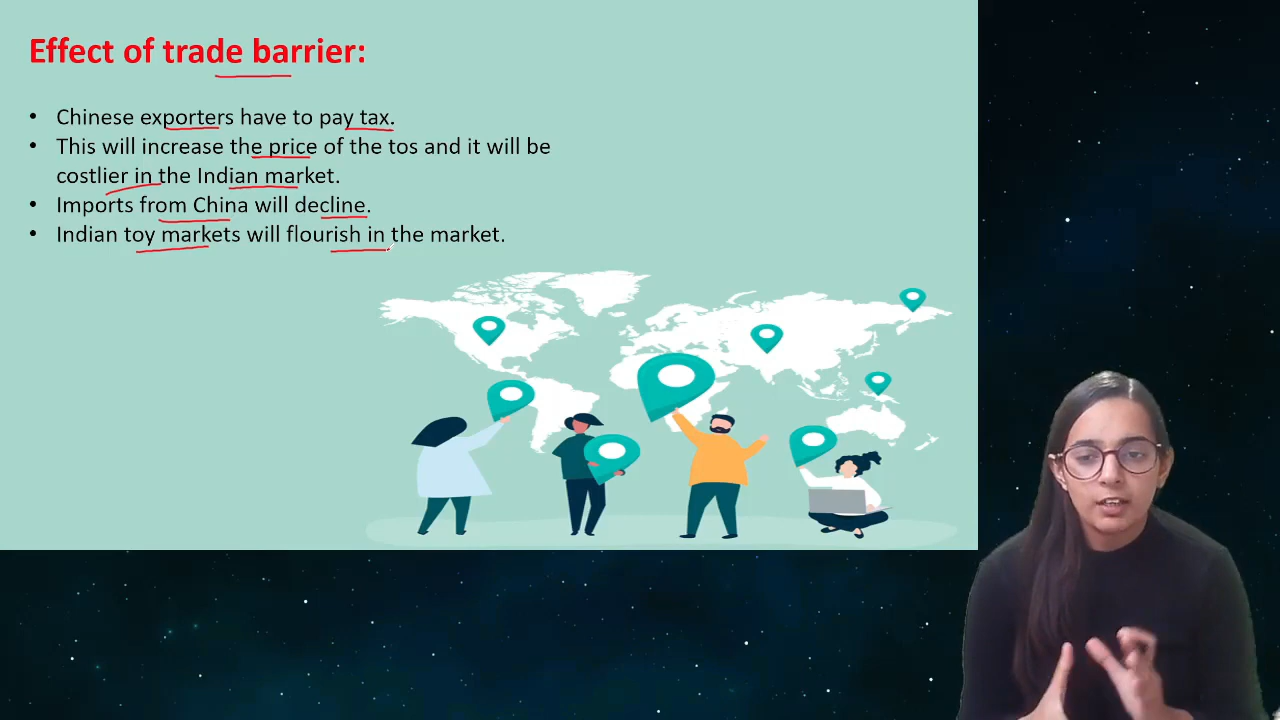 Effect of trade barrier:
• Chinese exporters have to pay tax.
• This will increase the price of the tos and it will be
costlier in the Indian market.
• Imports from China will decline.
• Indian toy markets will flourish in the market.